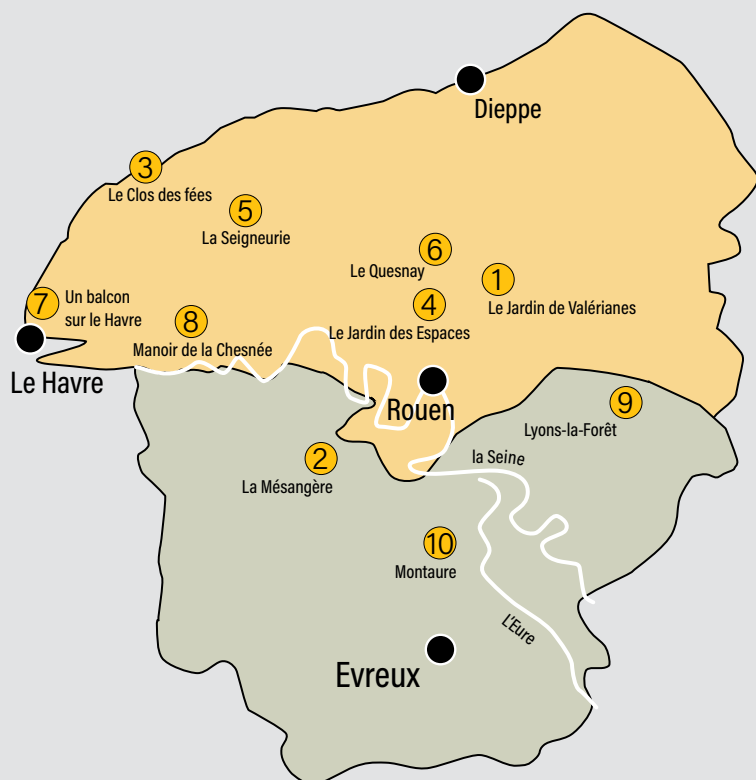 Dieppe
3
Le Clos des fées
5
La Seigneurie
6
Le Quesnay
1
Le Jardin de Valérianes
7
Un balcon
sur le Havre
4
Le Jardin des Espaces
8
Manoir de la Chesnée
Le Havre
Rouen
9
Lyons-la-Forêt
la Seine
2
La Mésangère
10
Montaure
L'Eure
Evreux